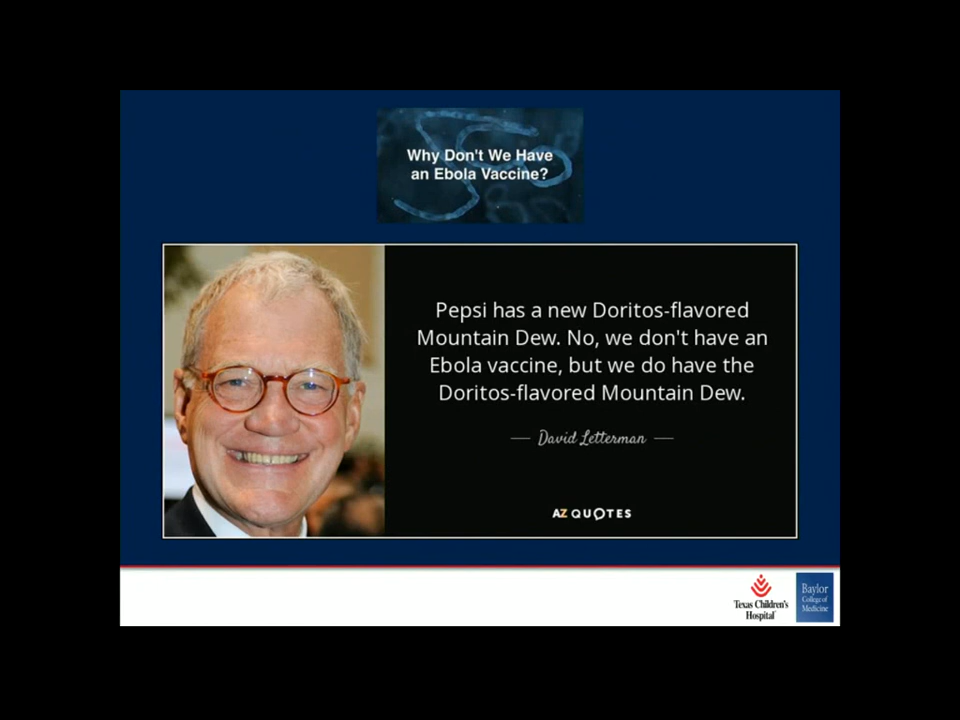 Why Don't We Have
an Ebola Vaccine?
Pepsi has a new Doritos-flavored
Mountain Dew. No, we don't have an
Ebola vaccine, but we do have the
Doritos-flavored Mountain Dew.
— David Letterman —
AZ QUOTES
Texas Children's
Hospital
Baylor
College of
Medicine